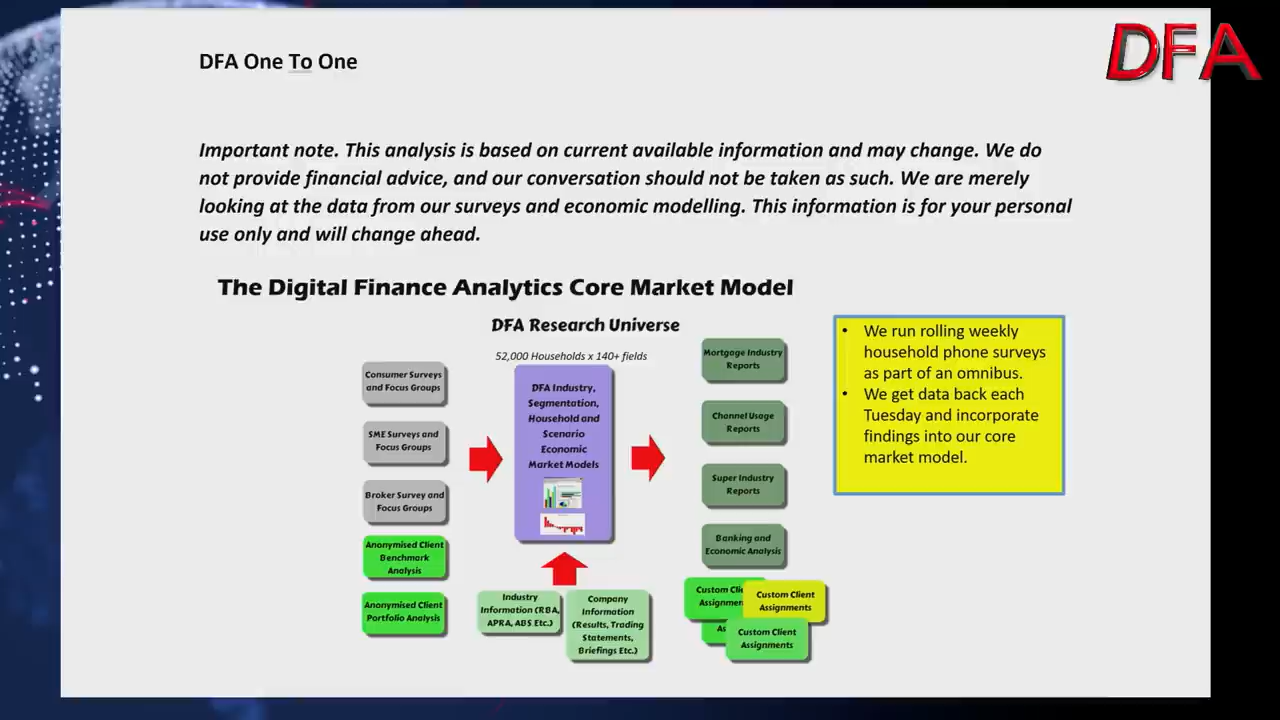 DFA
DFA One To One
Important note. This analysis is based on current available information and may change. We do
not provide financial advice, and our conversation should not be taken as such. We are merely
looking at the data from our surveys and economic modelling. This information is for your personal
use only and will change ahead.
The Digital Finance Analytics Core Market Model
DFA Research Universe
52,000 Households x 140+ fields
Consumer Surveys
and Focus Groups
SME Surveys and
Focus Groups
Broker Survey and
Focus Groups
Anonymised Client
Benchmark
Analysis
Anonymised Client
Portfolio Analysis
DFA Industry,
Segmentation,
Household and
Scenario
Economic
Market Models
Industry
Information (RBA,
APRA, ABS Etc.)
Company
Information
(Results, Trading
Statements,
Briefings Etc.)
Mortgage Industry
Reports
Channel Usage
Reports
Super Industry
Reports
Banking and
Economic Analysis
Custom Clie
Assignmen
Custom Client
Assignments
As
Custom Client
Assignments
• We run rolling weekly
household phone surveys
as part of an omnibus.
• We get data back each
Tuesday and incorporate
findings into our core
market model.